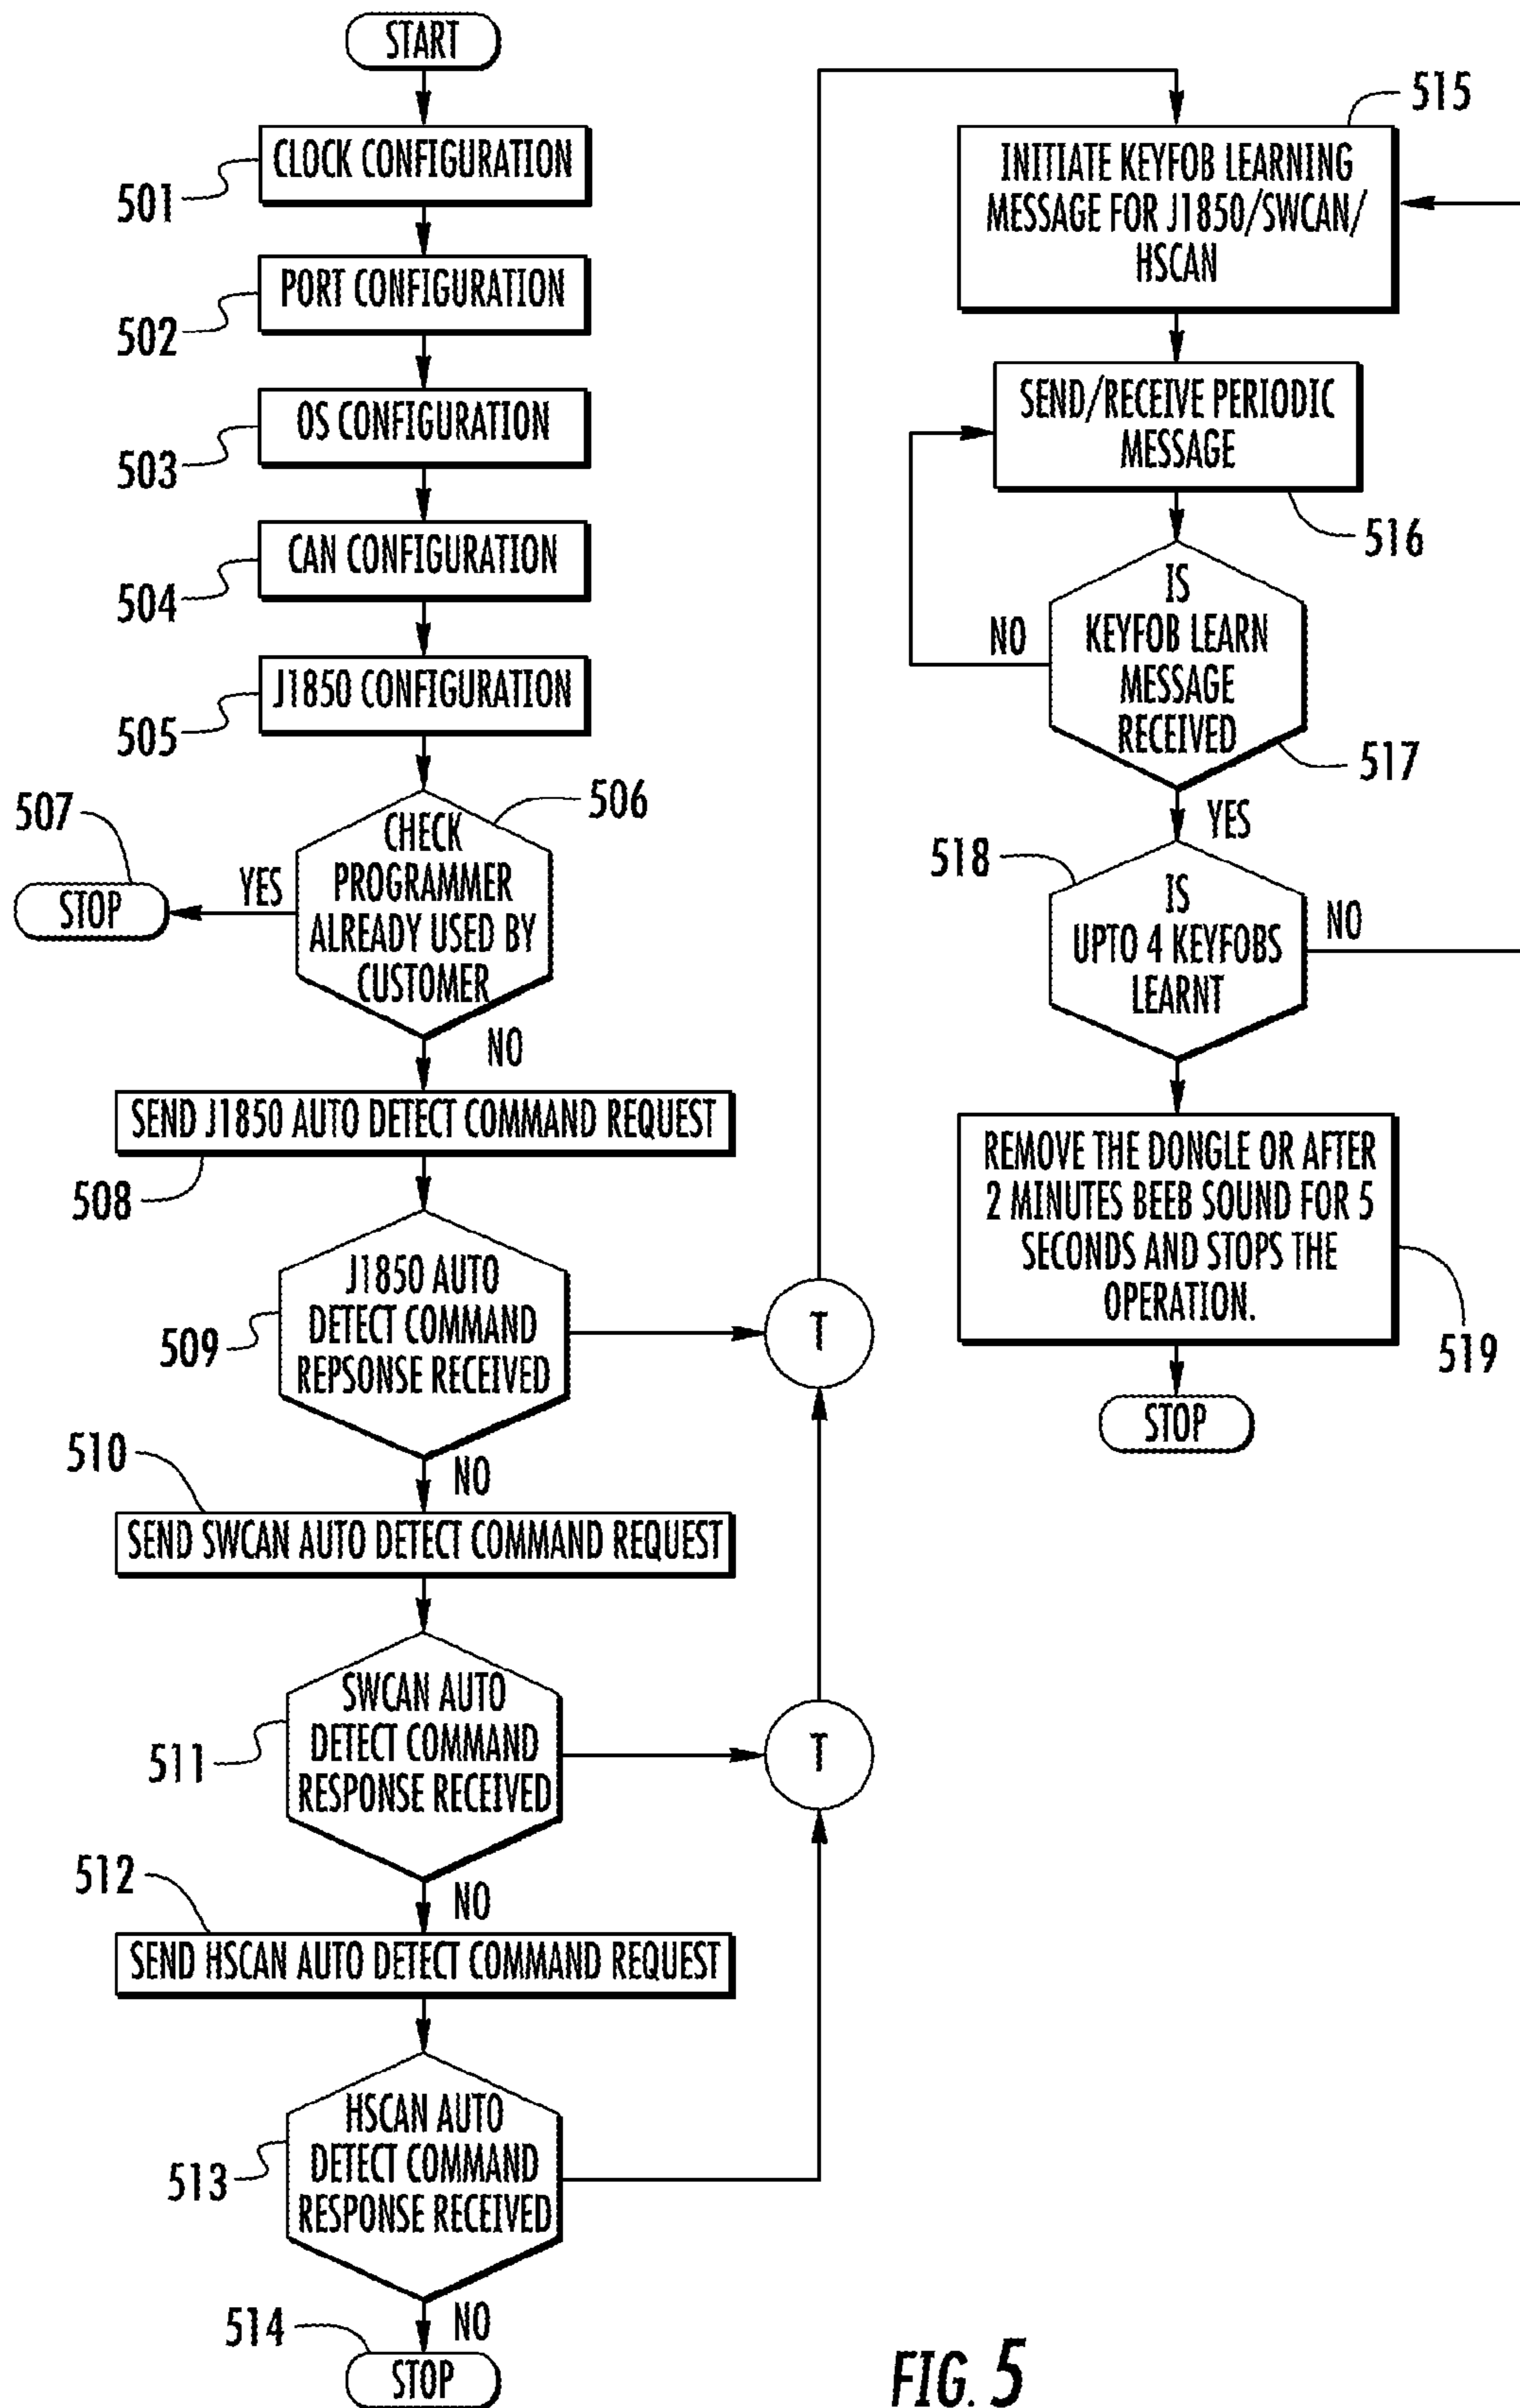 START
CLOCK CONFIGURATION
501
PORT CONFIGURATION
502
OS CONFIGURATION
503
CAN CONFIGURATION
504
J1850 CONFIGURATION
505
506
CHECK
PROGRAMMER
ALREADY USED BY
CUSTOMER
507
YES
STOP
NO
SEND J1850 AUTO DETECT COMMAND REQUEST
508
J1850 AUTO
DETECT COMMAND
REPSONSE RECEIVED
509
T
NO
510
SEND SWCAN AUTO DETECT COMMAND REQUEST
SWCAN AUTO
DETECT COMMAND
RESPONSE RECEIVED
511
T
NO
512
SEND HSCAN AUTO DETECT COMMAND REQUEST
HSCAN AUTO
DETECT COMMAND
RESPONSE RECEIVED
513
NO
514
STOP
515
INITIATE KEYFOB LEARNING
MESSAGE FOR J1850/SWCAN/
HSCAN
SEND/RECEIVE PERIODIC
MESSAGE
516
IS
KEYFOB LEARN
MESSAGE
RECEIVED
NO
517
YES
518
IS
UPTO 4 KEYFOBS
LEARNT
NO
REMOVE THE DONGLE OR AFTER
2 MINUTES BEEB SOUND FOR 5
SECONDS AND STOPS THE
OPERATION.
519
STOP
FIG. 5